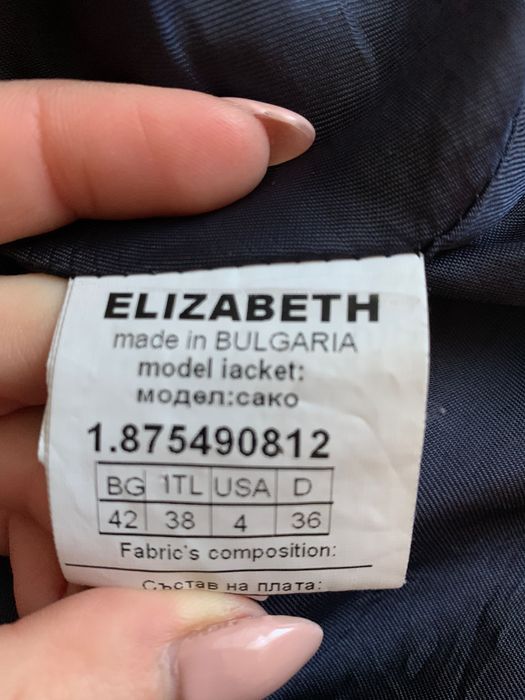 ELIZABETH
made in BULGARIA
model iacket:
модел:сако
1.875490812
BG 1TL USA D
42 38 4 36
Fabric's composition:
Състав на плата: